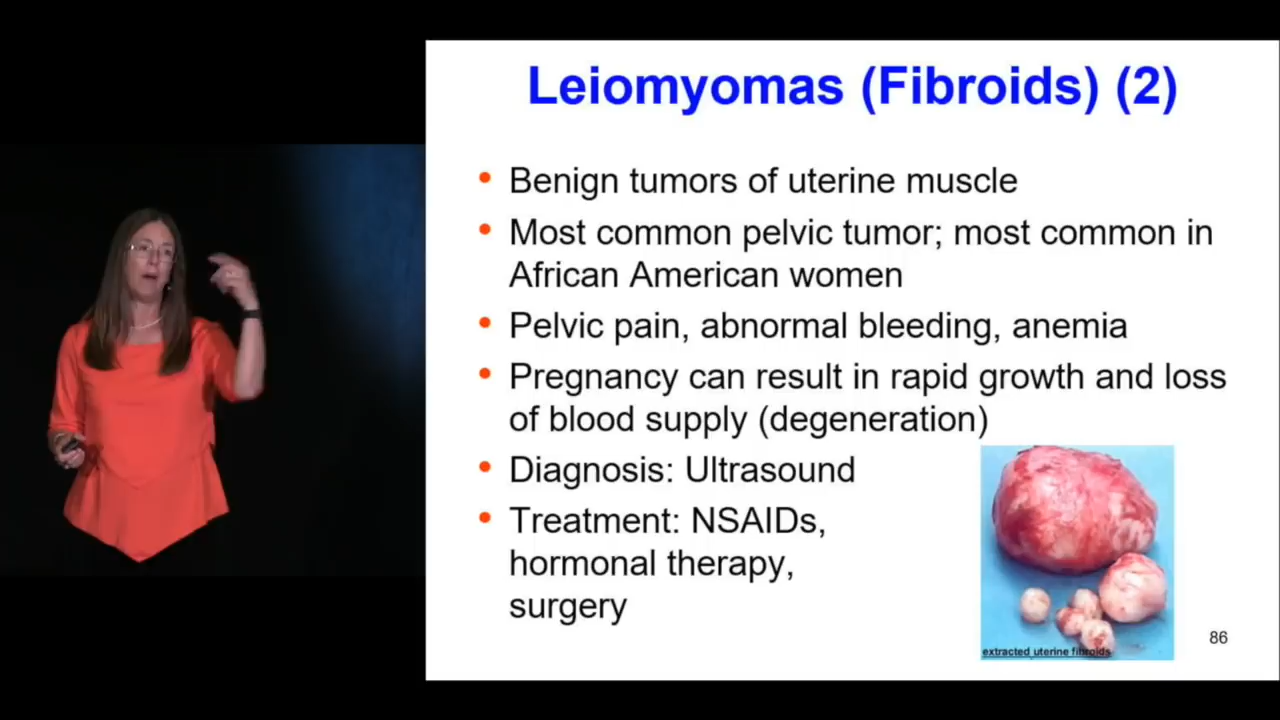 Leiomyomas (Fibroids) (2)
• Benign tumors of uterine muscle
• Most common pelvic tumor; most common in
African American women
• Pelvic pain, abnormal bleeding, anemia
• Pregnancy can result in rapid growth and loss
of blood supply (degeneration)
• Diagnosis: Ultrasound
• Treatment: NSAIDs,
hormonal therapy,
surgery
extracted uterine fibroids
86